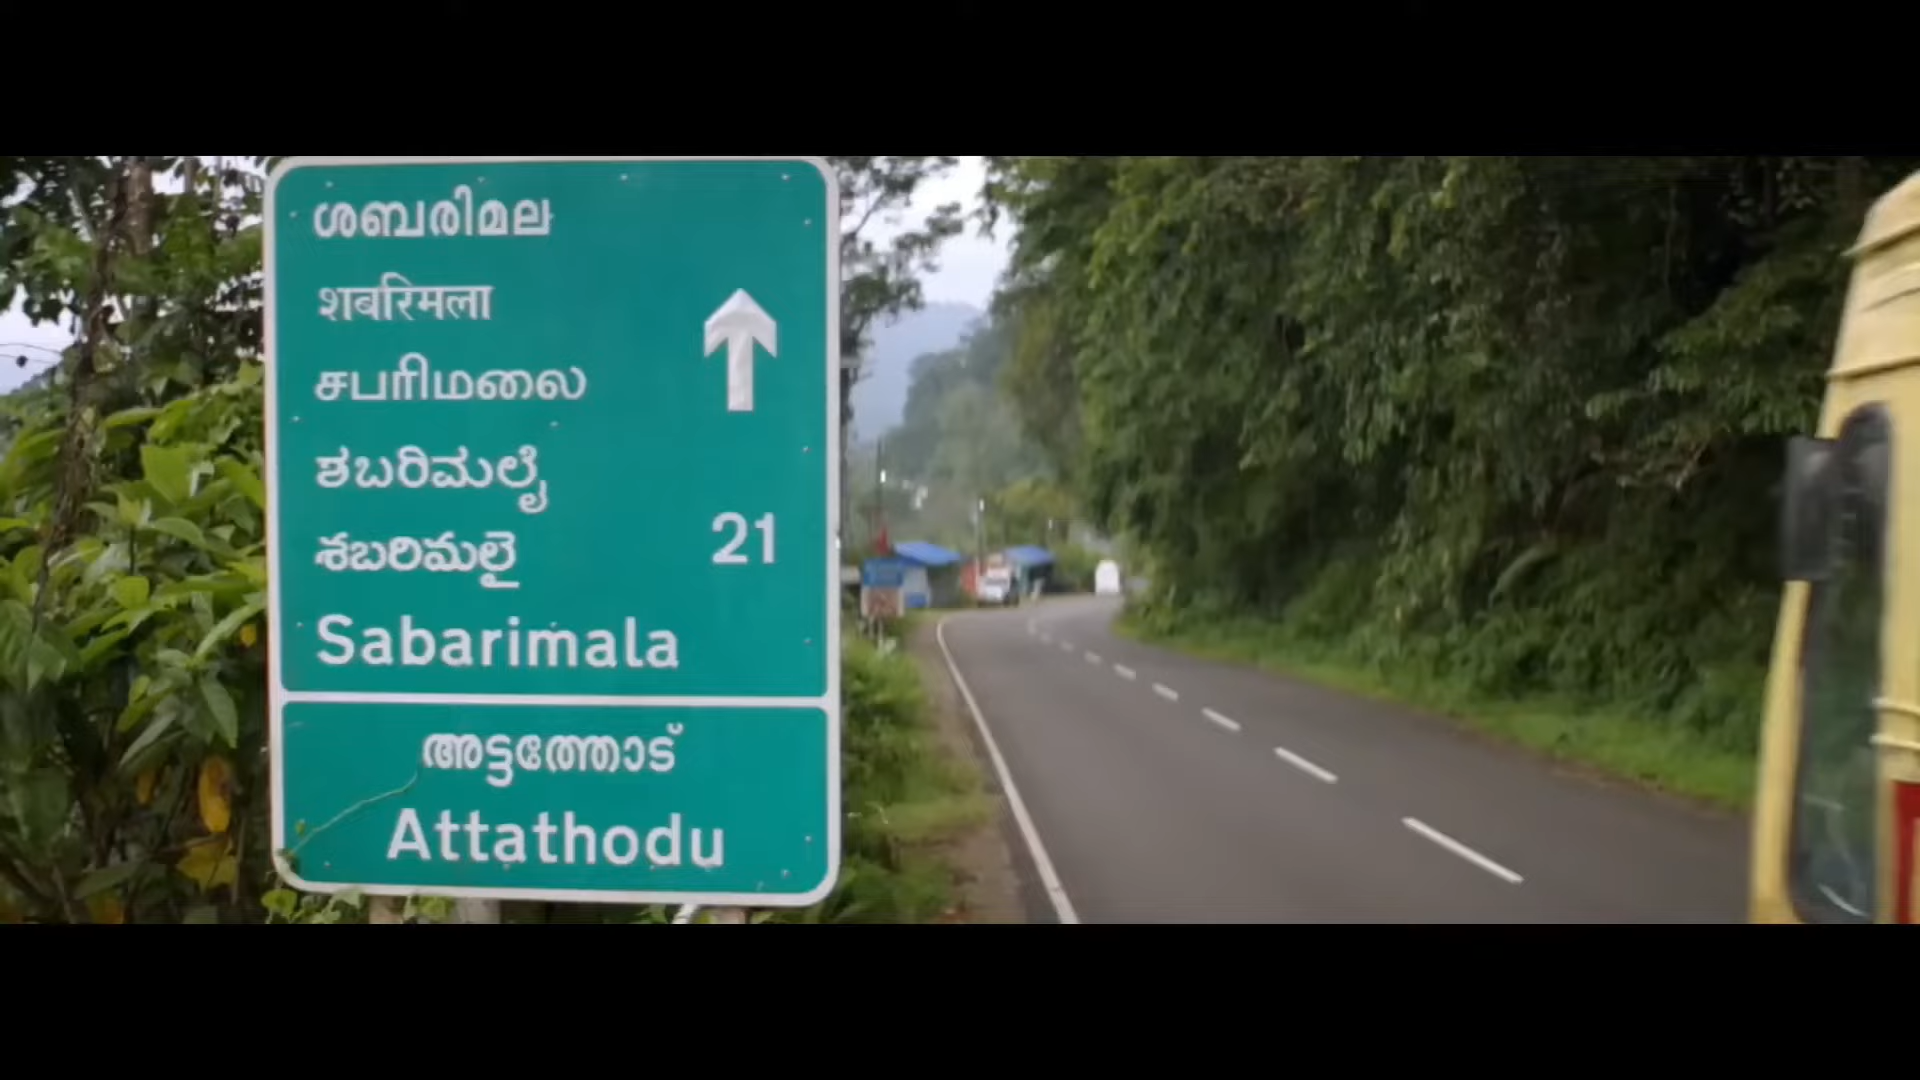 ശബരിമല
शबरिमला
சபரிமலை
ಶಬರಿಮಲೈ
శబరిమలై
21
Sabarimala
അട്ടത്തോട്
Attathodu